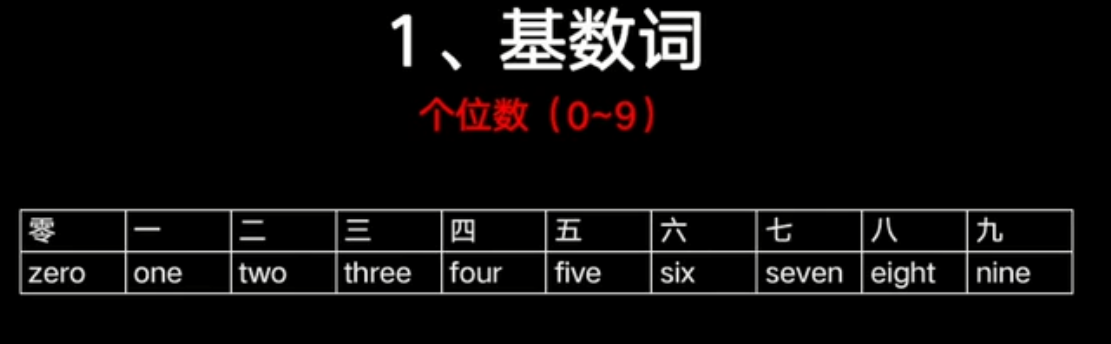 1、基数词
个位数（0~9）
零 一 二 三 四 五 六 七 八 九
zero one two three four five six seven eight nine